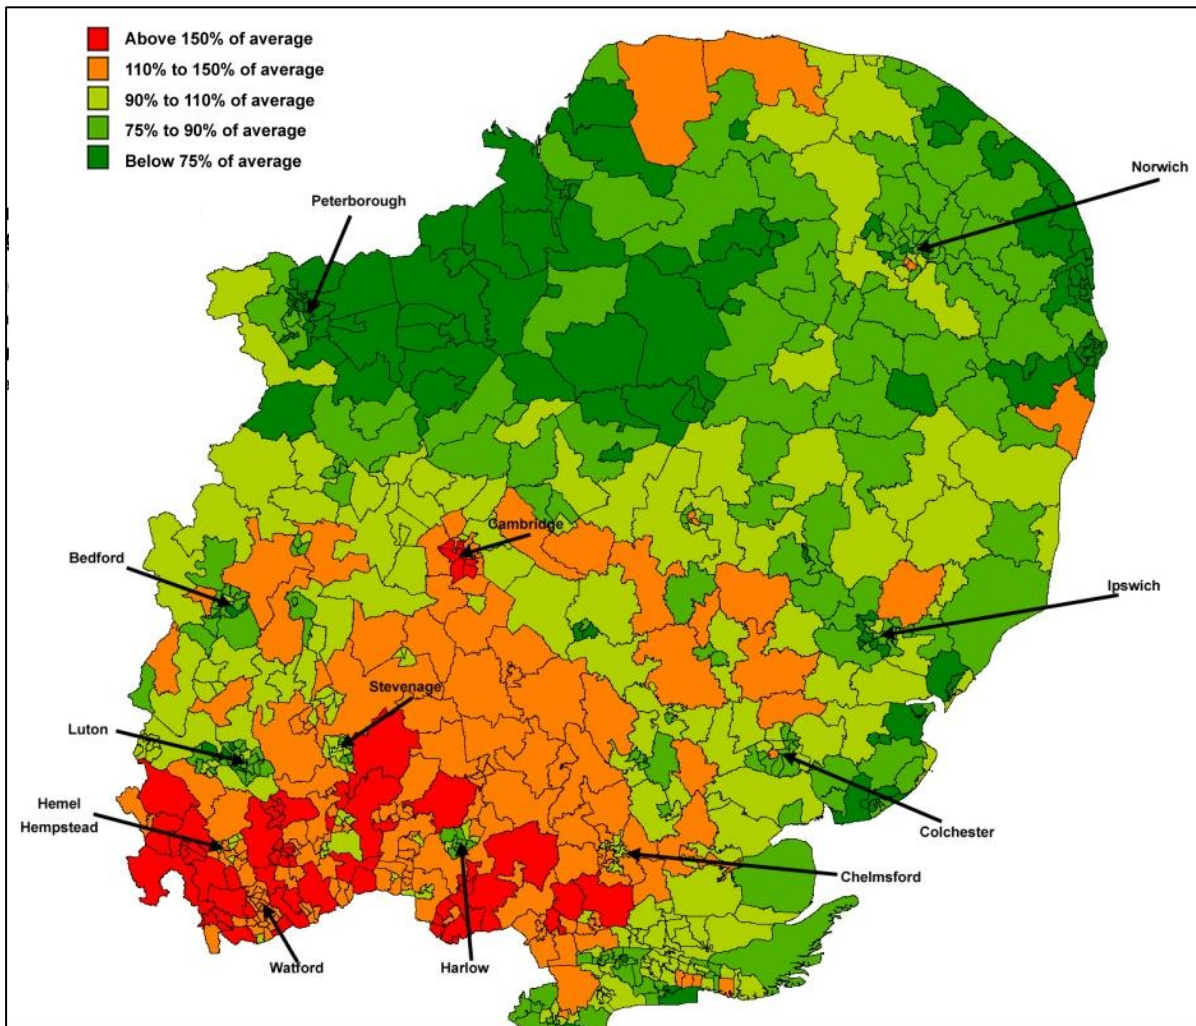 Above 150% of average
110% to 150% of average
90% to 110% of average
75% to 90% of average
Below 75% of average
Norwich
Peterborough
Cambridge
Bedford
Ipswich
Stevenage
Luton
Hemel
Hempstead
Colchester
Chelmsford
Watford
Harlow